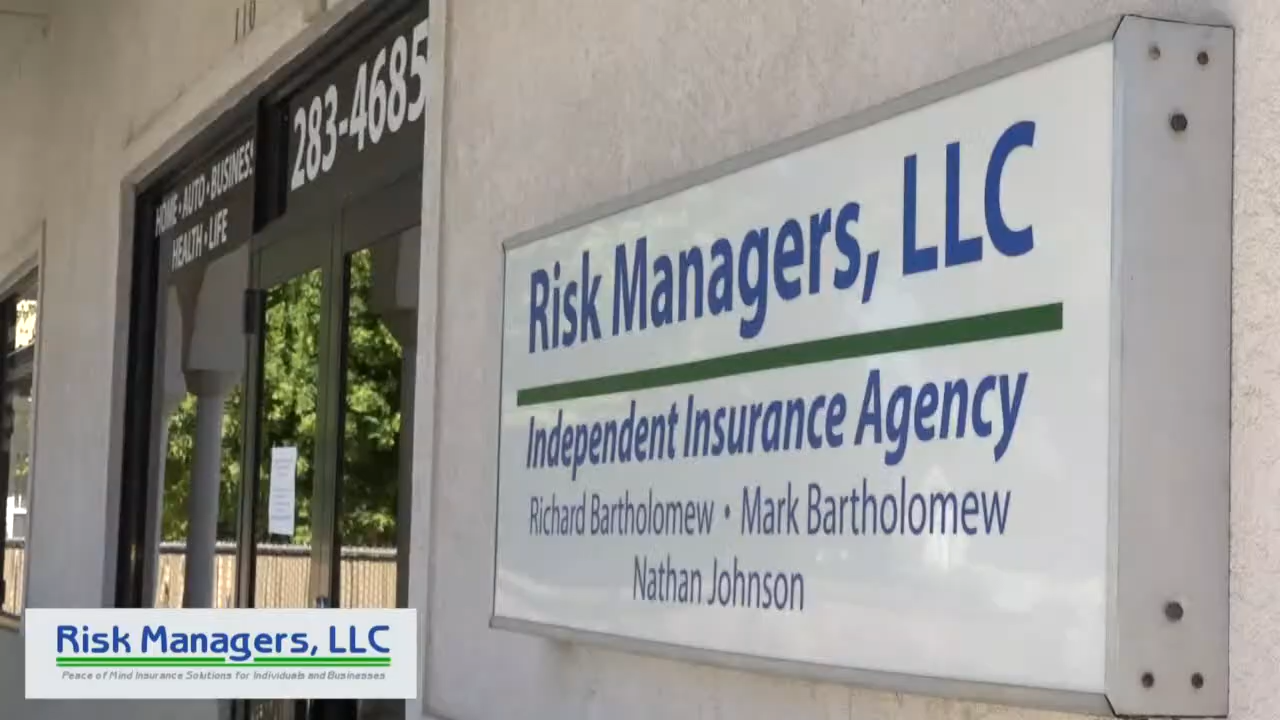 110
283-4685
HOME • AUTO • BUSINESS
HEALTH • LIFE
Risk Managers, LLC
Independent Insurance Agency
Richard Bartholomew • Mark Bartholomew
Nathan Johnson
Risk Managers, LLC
Peace of Mind Insurance Solutions for Individuals and Businesses